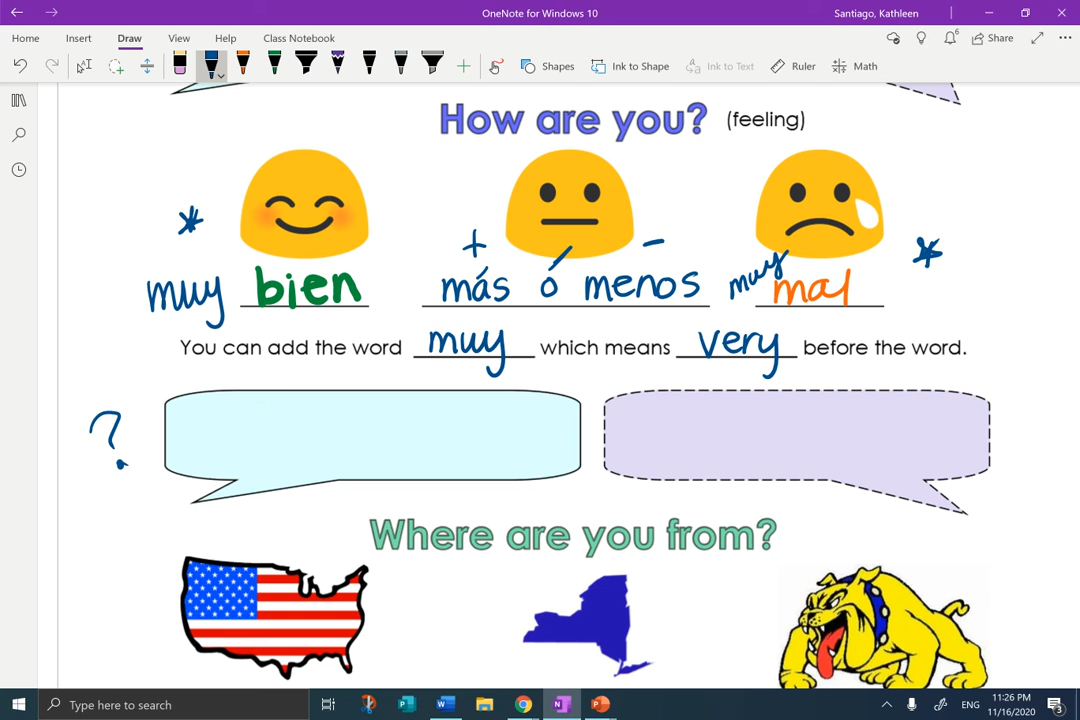 OneNote for Windows 10
Santiago, Kathleen
Home Insert Draw View Help Class Notebook
6
Share
Shapes Ink to Shape Ink to Text Ruler Math
How are you? (feeling)
+ −
muy bien más ó menos muy mal
You can add the word muy which means very before the word.
?
Where are you from?
Type here to search
ENG
11:26 PM
11/16/2020
3